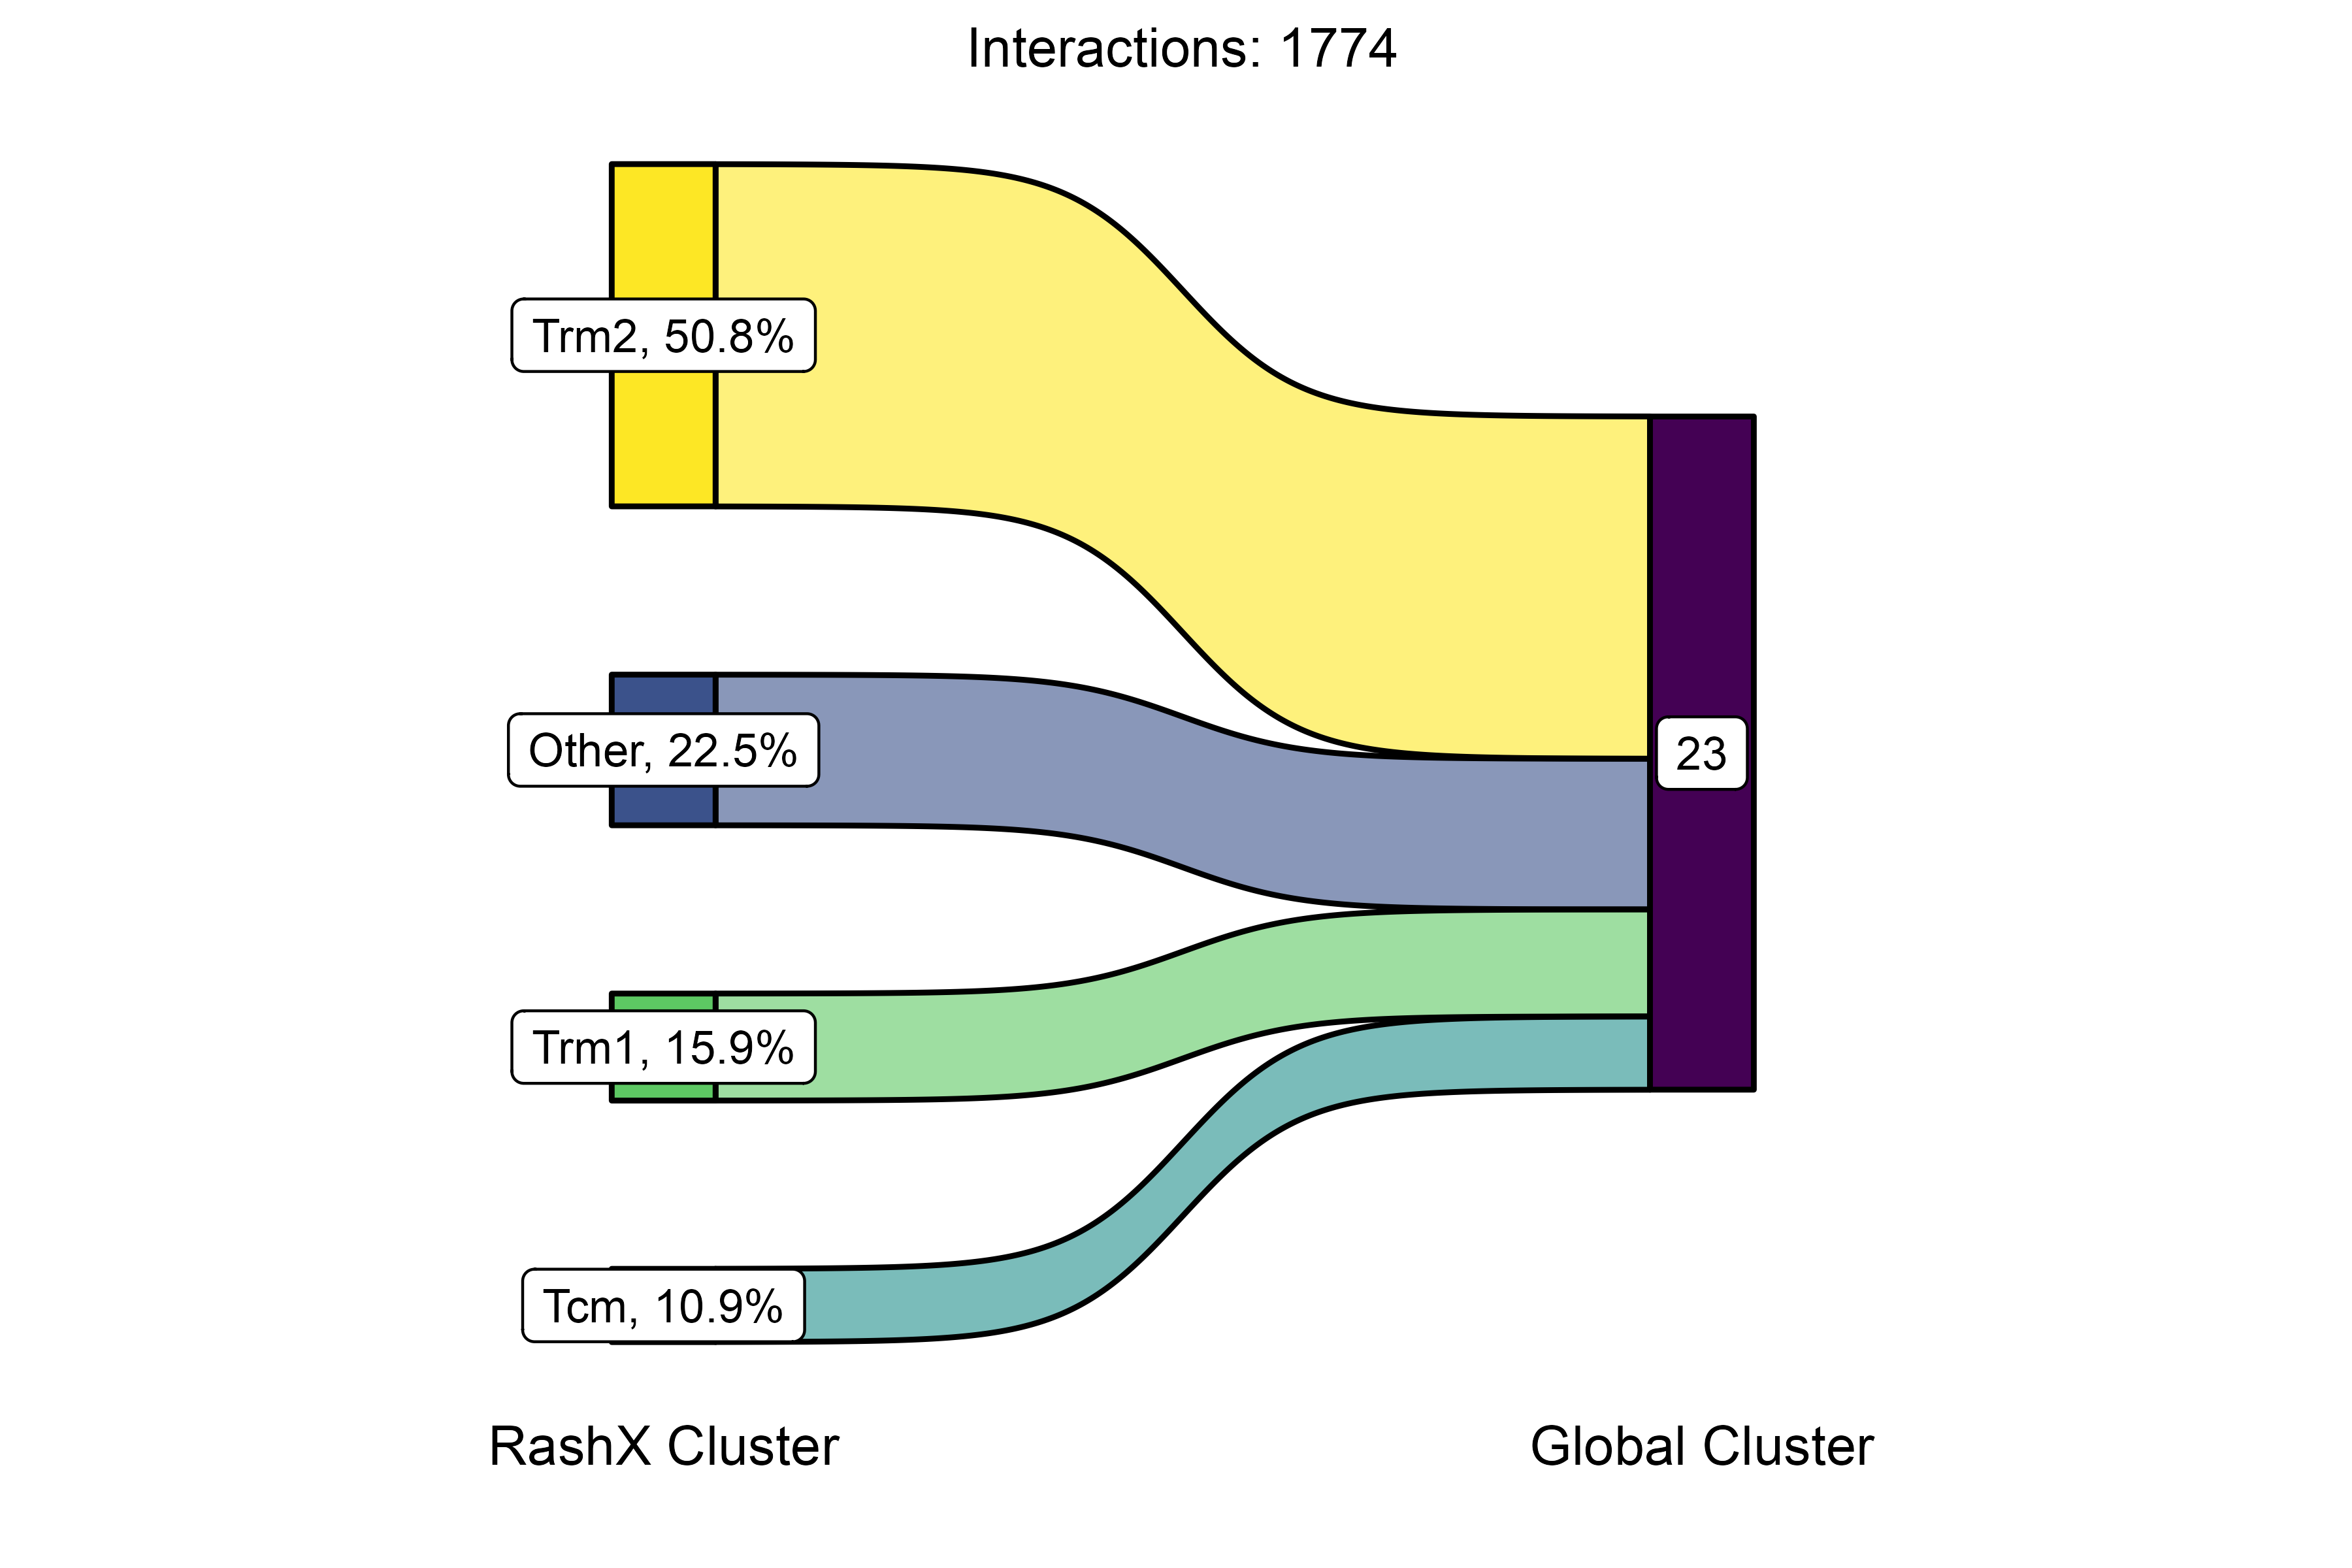 Interactions: 1774
Trm2, 50.8%
Other, 22.5%
23
Trm1, 15.9%
Tcm, 10.9%
RashX Cluster
Global Cluster